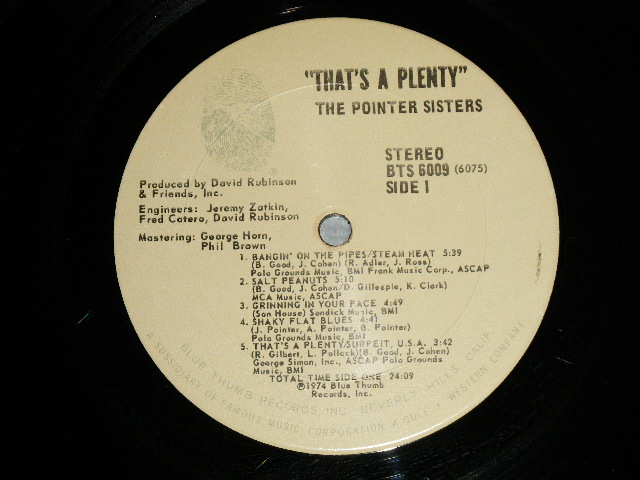 "THAT'S A PLENTY"
THE POINTER SISTERS
STEREO
BTS 6009 (6075)
SIDE 1
Produced by David Rubinson
& Friends, Inc.
Engineers: Jeremy Zatkin,
Fred Catero, David Rubinson
Mastering: George Horn,
Phil Brown
1. BANGIN' ON THE PIPES/STEAM HEAT 5:39
(B. Good, J. Cohen) (R. Adler, J. Ross)
Polo Grounds Music, BMI Frank Music Corp., ASCAP
2. SALT PEANUTS 5:10
(B. Good, J. Cohen/D. Gillespie, K. Clark)
MCA Music, ASCAP
3. GRINNING IN YOUR FACE 4:49
(Son House) Sondick Music, BMI
4. SHAKY FLAT BLUES 4:41
(J. Pointer, A. Pointer, B. Pointer)
Polo Grounds Music, BMI
5. THAT'S A PLENTY/SURFEIT, U.S.A. 3:42
(R. Gilbert, L. Pollack)(B. Good, J. Cohen)
George Simon, Inc., ASCAP Polo Grounds
Music, BMI
TOTAL TIME SIDE ONE 24:09
℗1974 Blue Thumb
Records, Inc.
BLUE THUMB RECORDS, INC. BEVERLY HILLS, CALIF.
A SUBSIDIARY OF FAMOUS MUSIC CORPORATION A GULF + WESTERN COMPANY